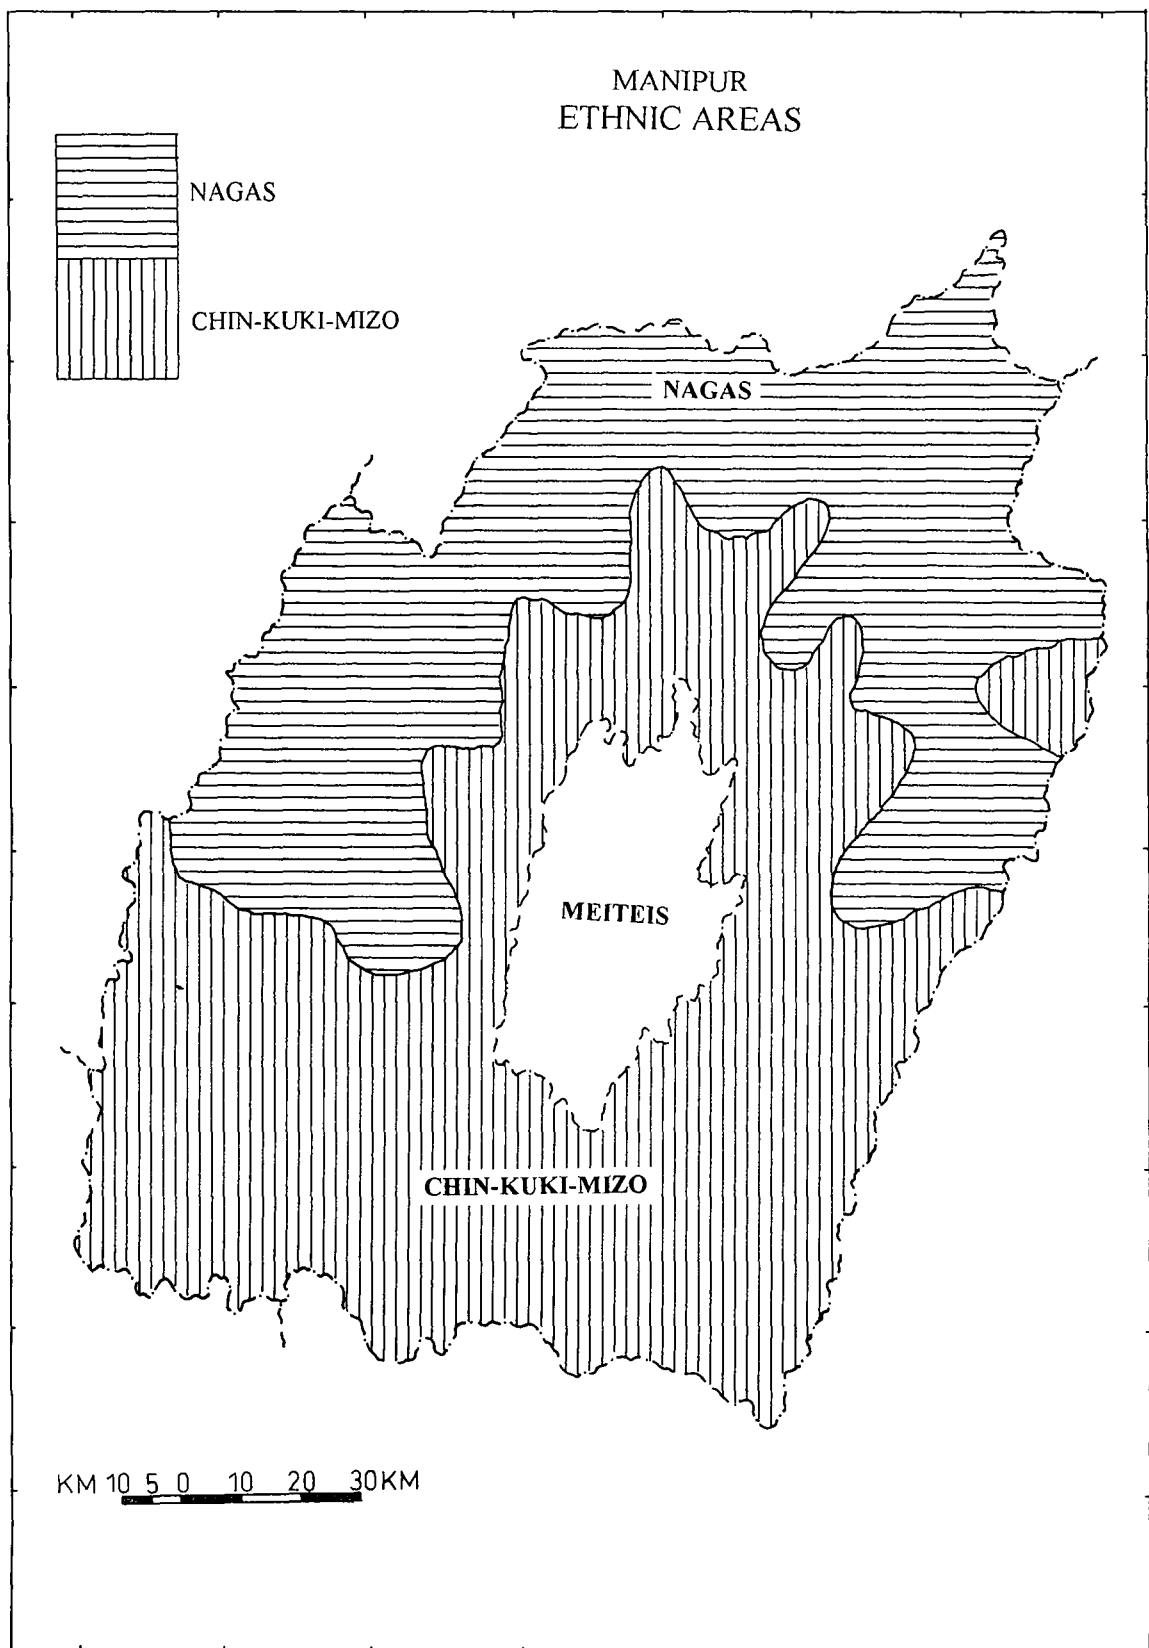 MANIPUR
ETHNIC AREAS
NAGAS
CHIN-KUKI-MIZO
NAGAS
MEITEIS
CHIN-KUKI-MIZO
KM 10 5 0 10 20 30KM